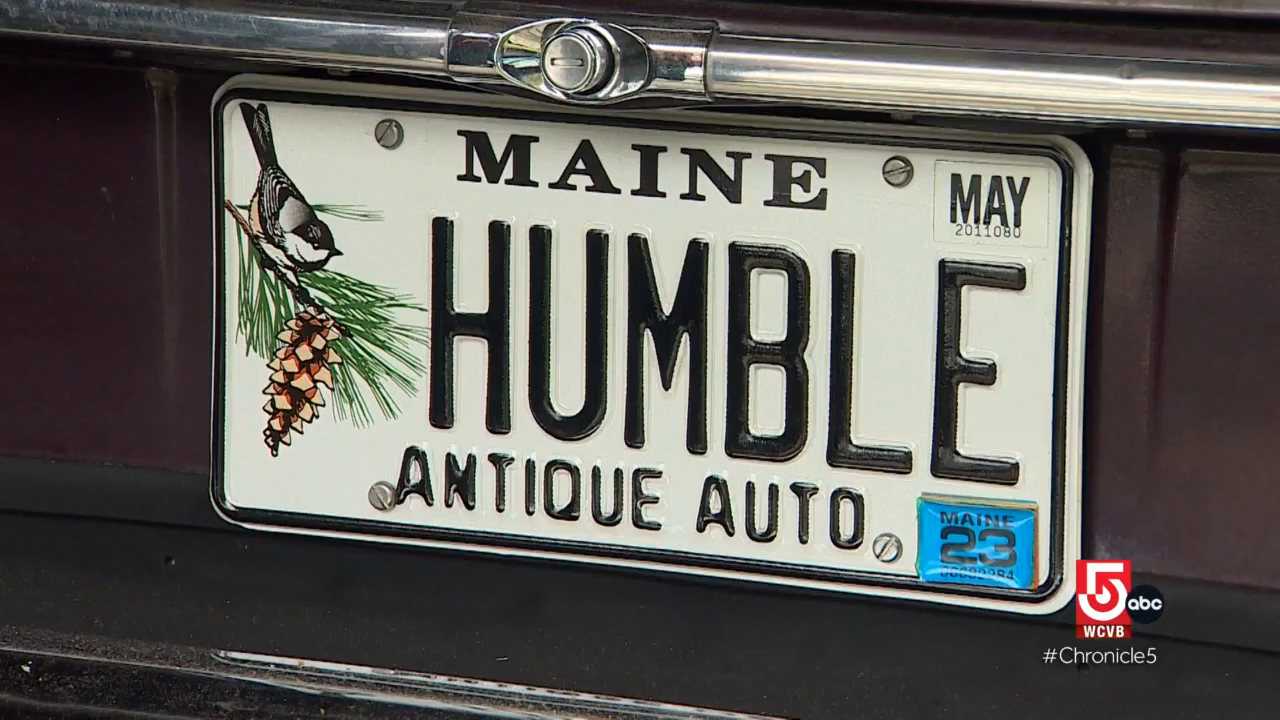 MAINE
MAY
2011080
HUMBLE
ANTIQUE AUTO
MAINE
23
5 abc
WCVB
#Chronicle5